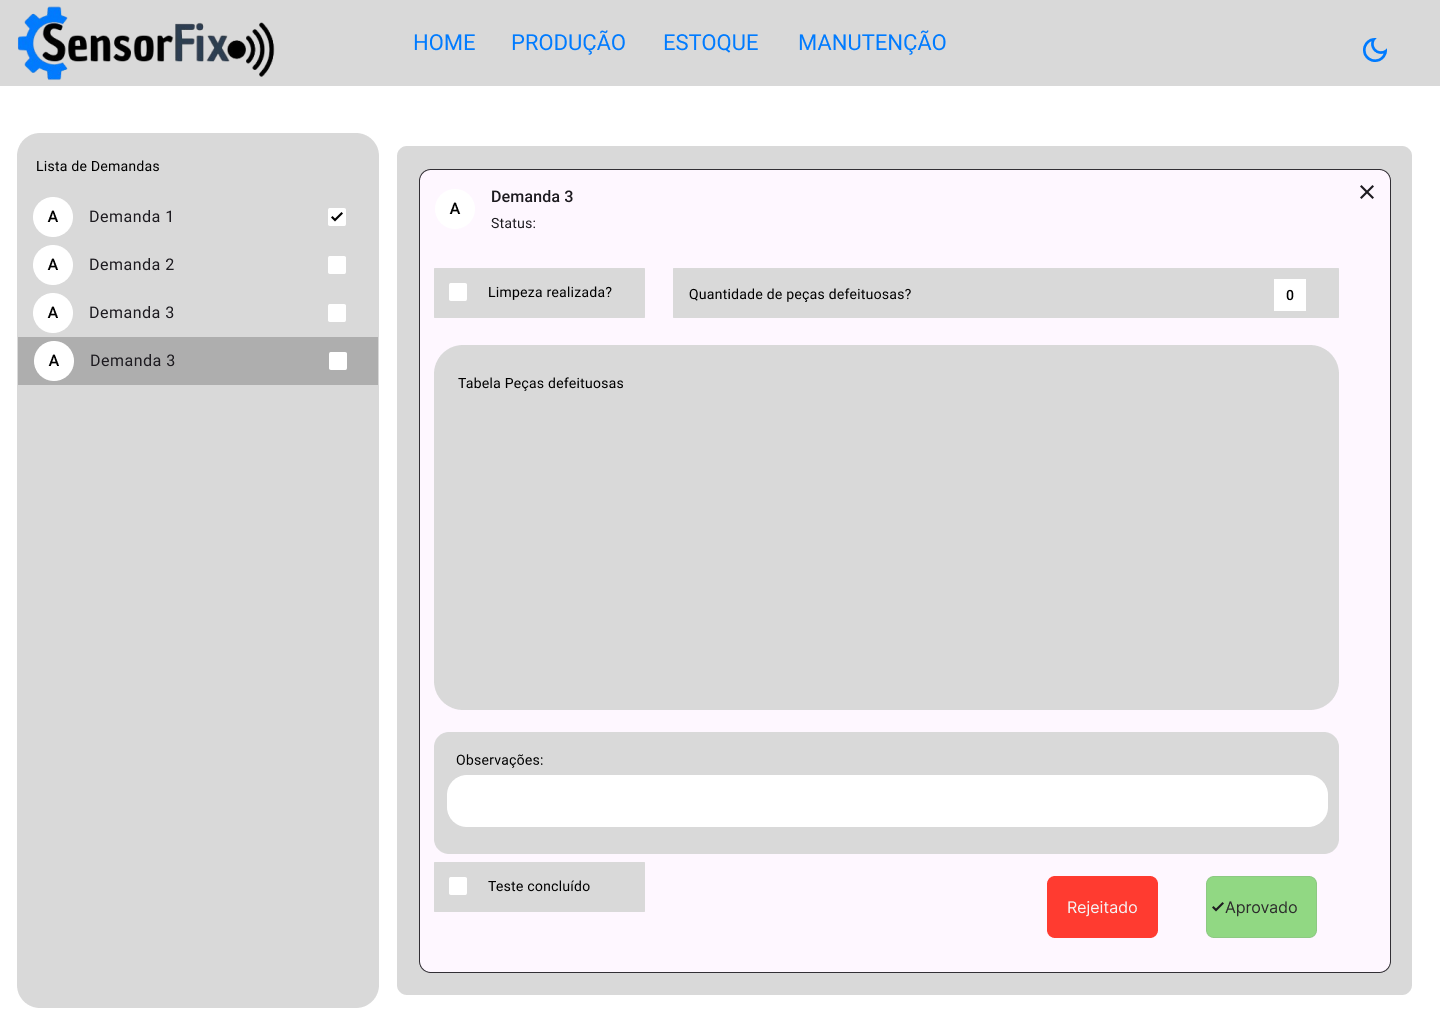 SensorFix
HOME PRODUÇÃO ESTOQUE MANUTENÇÃO
Lista de Demandas
A Demanda 1
A Demanda 2
A Demanda 3
A Demanda 3
A Demanda 3
Status:
Limpeza realizada?
Quantidade de peças defeituosas? 0
Tabela Peças defeituosas
Observações:
Teste concluído
Rejeitado
Aprovado